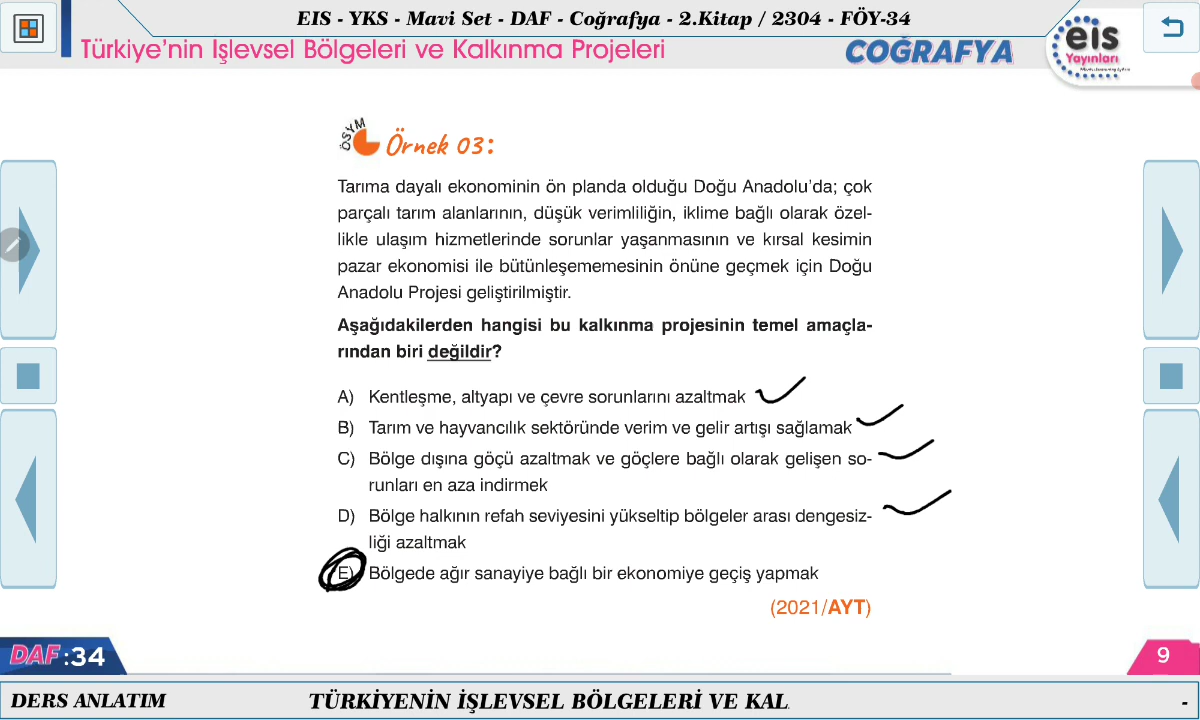 EIS - YKS - Mavi Set - DAF - Coğrafya - 2.Kitap / 2304 - FÖY-34
Türkiye'nin İşlevsel Bölgeleri ve Kalkınma Projeleri
COĞRAFYA
eis
Yayınları
ÖSYM
Örnek 03:
Tarıma dayalı ekonominin ön planda olduğu Doğu Anadolu'da; çok
parçalı tarım alanlarının, düşük verimliliğin, iklime bağlı olarak özel-
likle ulaşım hizmetlerinde sorunlar yaşanmasının ve kırsal kesimin
pazar ekonomisi ile bütünleşememesinin önüne geçmek için Doğu
Anadolu Projesi geliştirilmiştir.
Aşağıdakilerden hangisi bu kalkınma projesinin temel amaçla-
rından biri değildir?
A) Kentleşme, altyapı ve çevre sorunlarını azaltmak
B) Tarım ve hayvancılık sektöründe verim ve gelir artışı sağlamak
C) Bölge dışına göçü azaltmak ve göçlere bağlı olarak gelişen so-
runları en aza indirmek
D) Bölge halkının refah seviyesini yükseltip bölgeler arası dengesiz-
liği azaltmak
E) Bölgede ağır sanayiye bağlı bir ekonomiye geçiş yapmak
(2021/AYT)
DAF :34
9
DERS ANLATIM
TÜRKİYENİN İŞLEVSEL BÖLGELERİ VE KAL
-